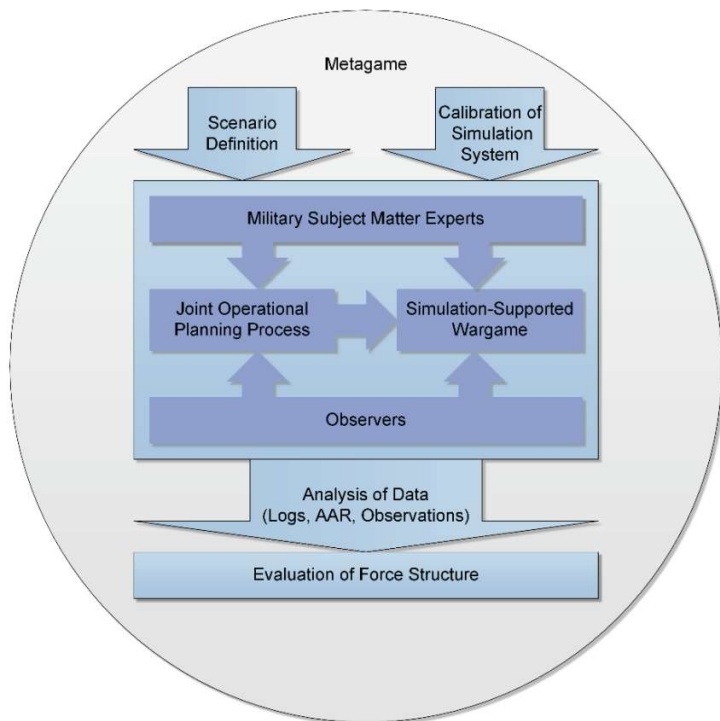 Metagame
Scenario
Definition
Calibration of
Simulation
System
Military Subject Matter Experts
Joint Operational
Planning Process
Simulation-Supported
Wargame
Observers
Analysis of Data
(Logs, AAR, Observations)
Evaluation of Force Structure